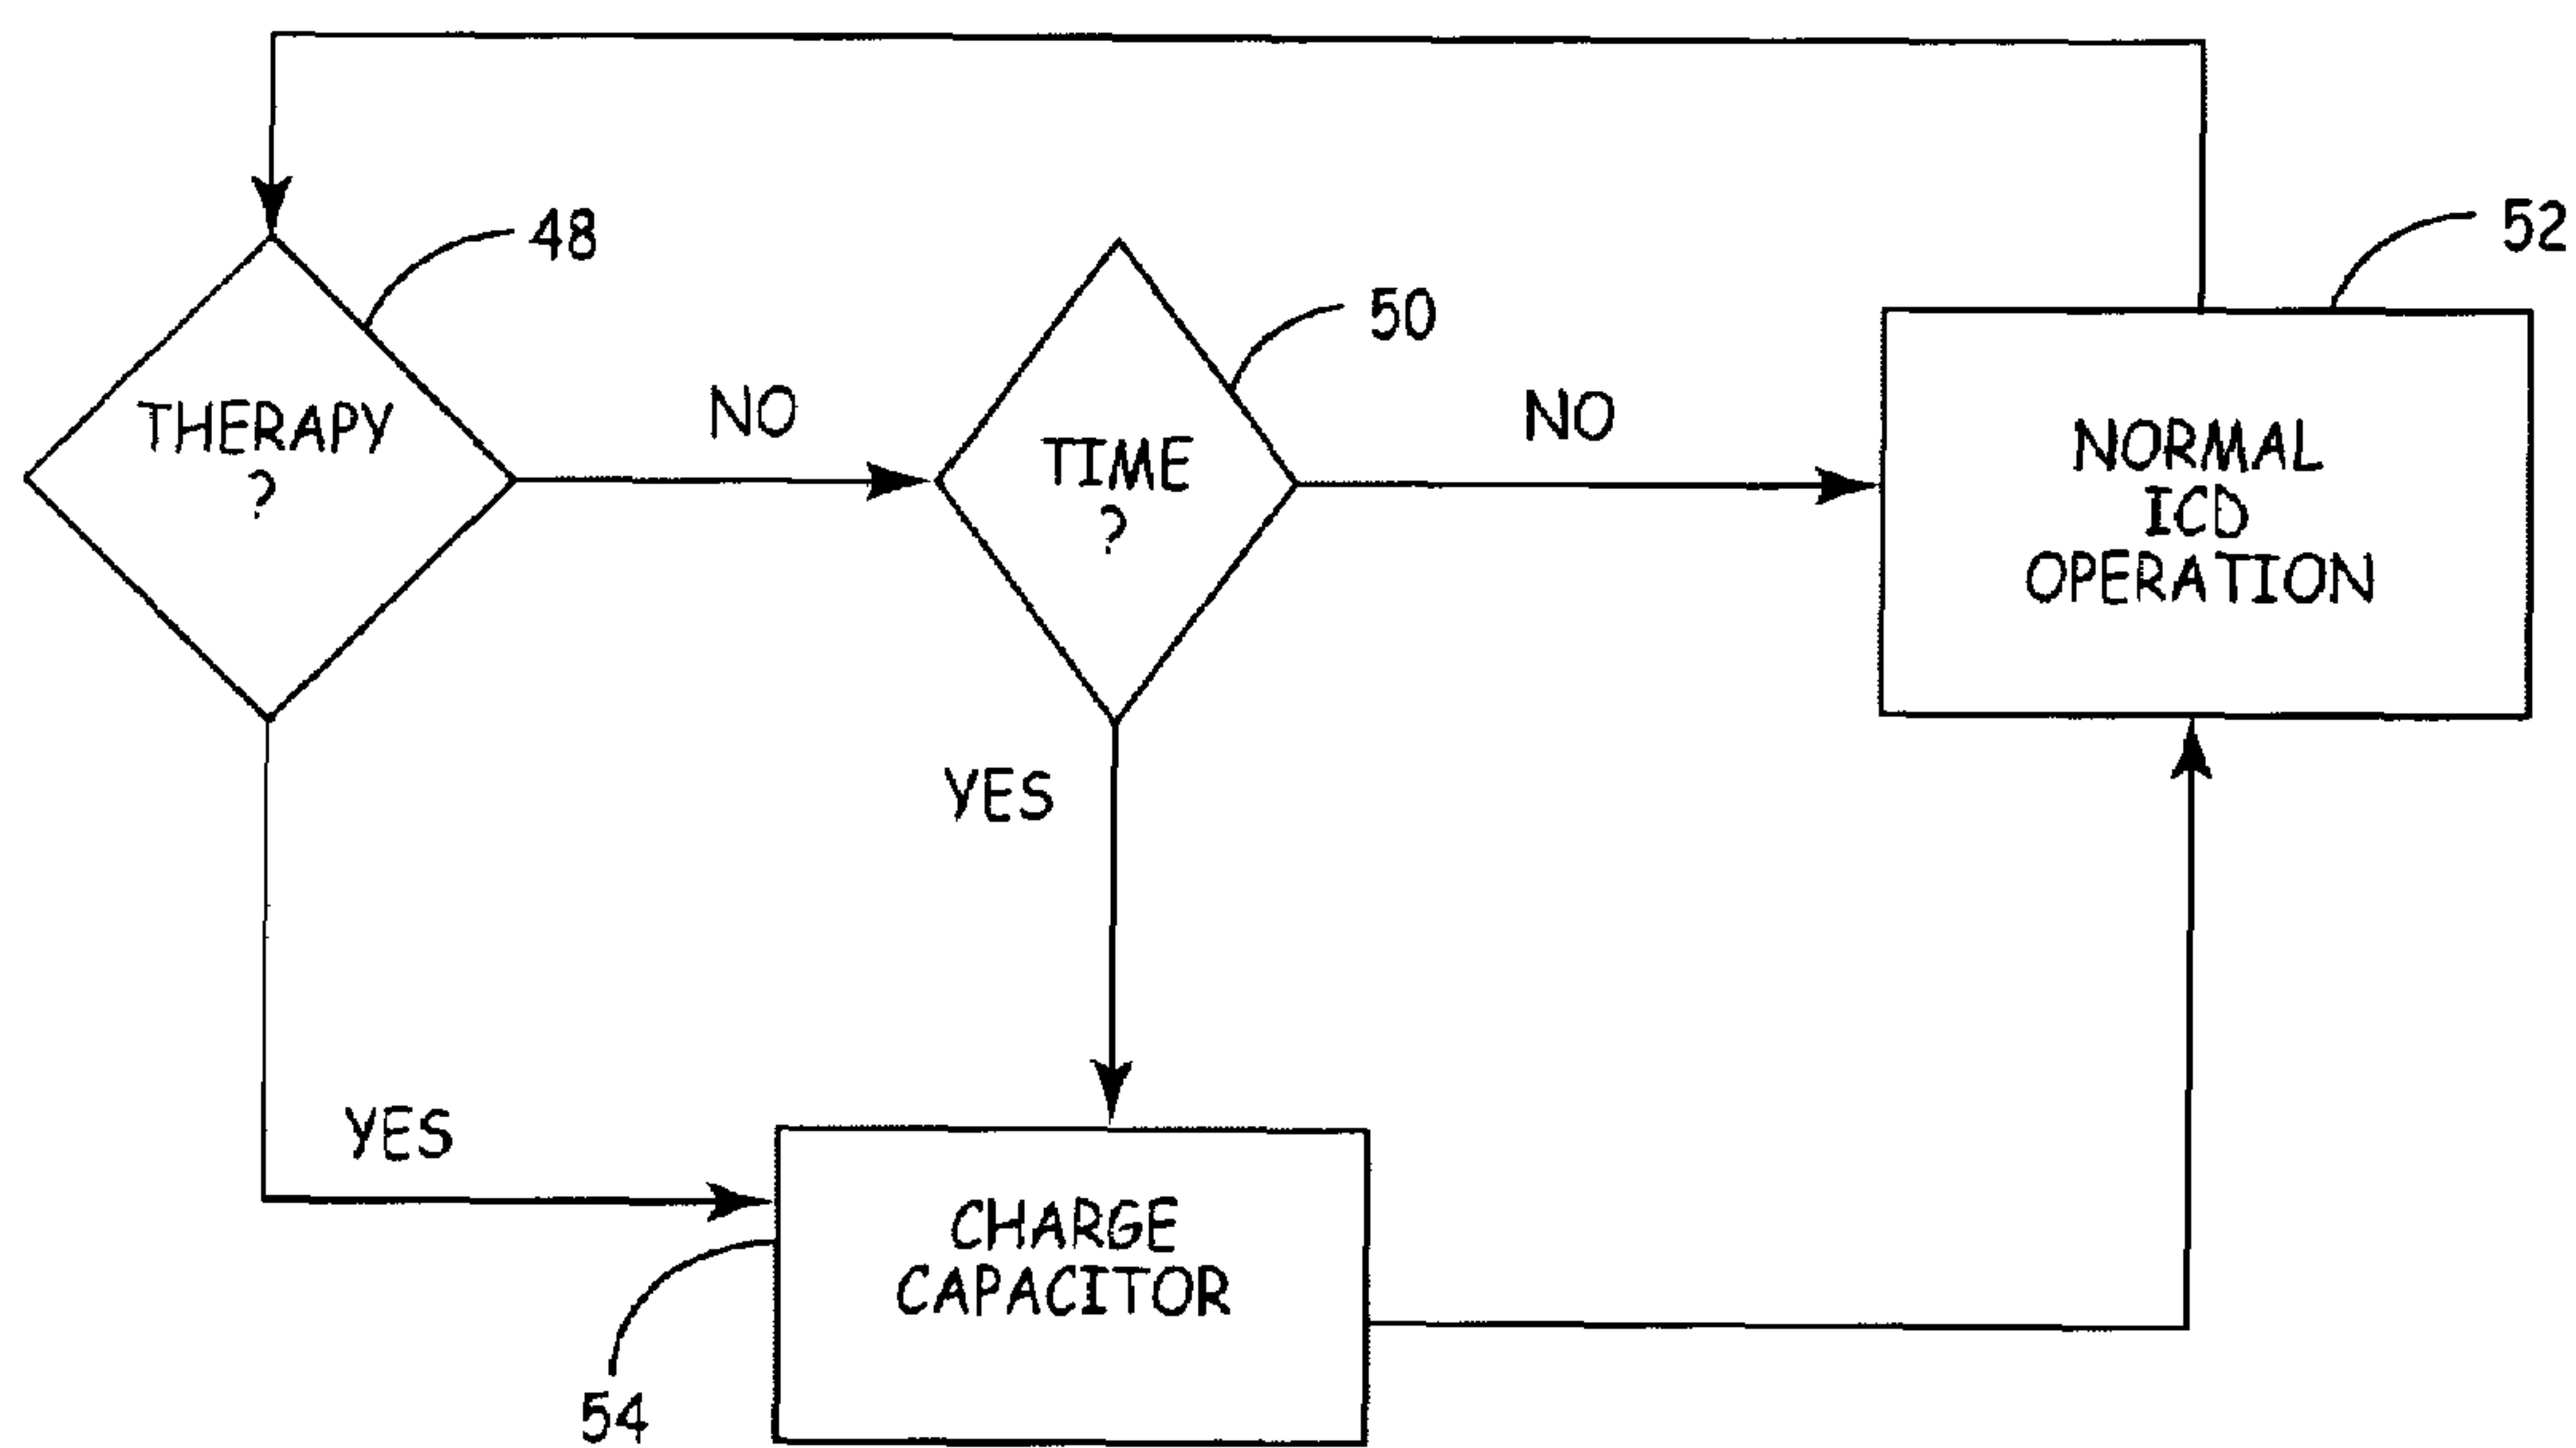 48
THERAPY
?
NO
50
TIME
?
NO
52
NORMAL
ICD
OPERATION
YES
YES
CHARGE
CAPACITOR
54